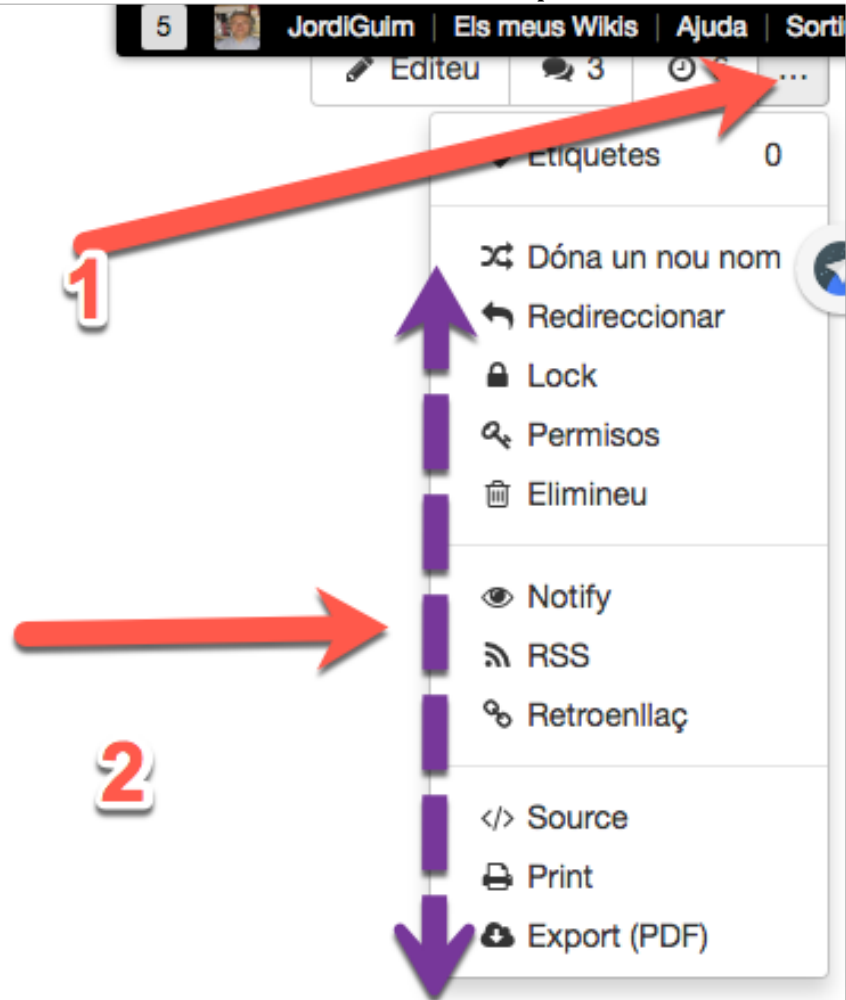 5 JordiGuim Els meus Wikis Ajuda
Editeu 3 ...
Etiquetes 0
1
Dóna un nou nom
Redireccionar
Lock
Permisos
Elimineu
Notify
RSS
Retroenllaç
2
Source
Print
Export (PDF)